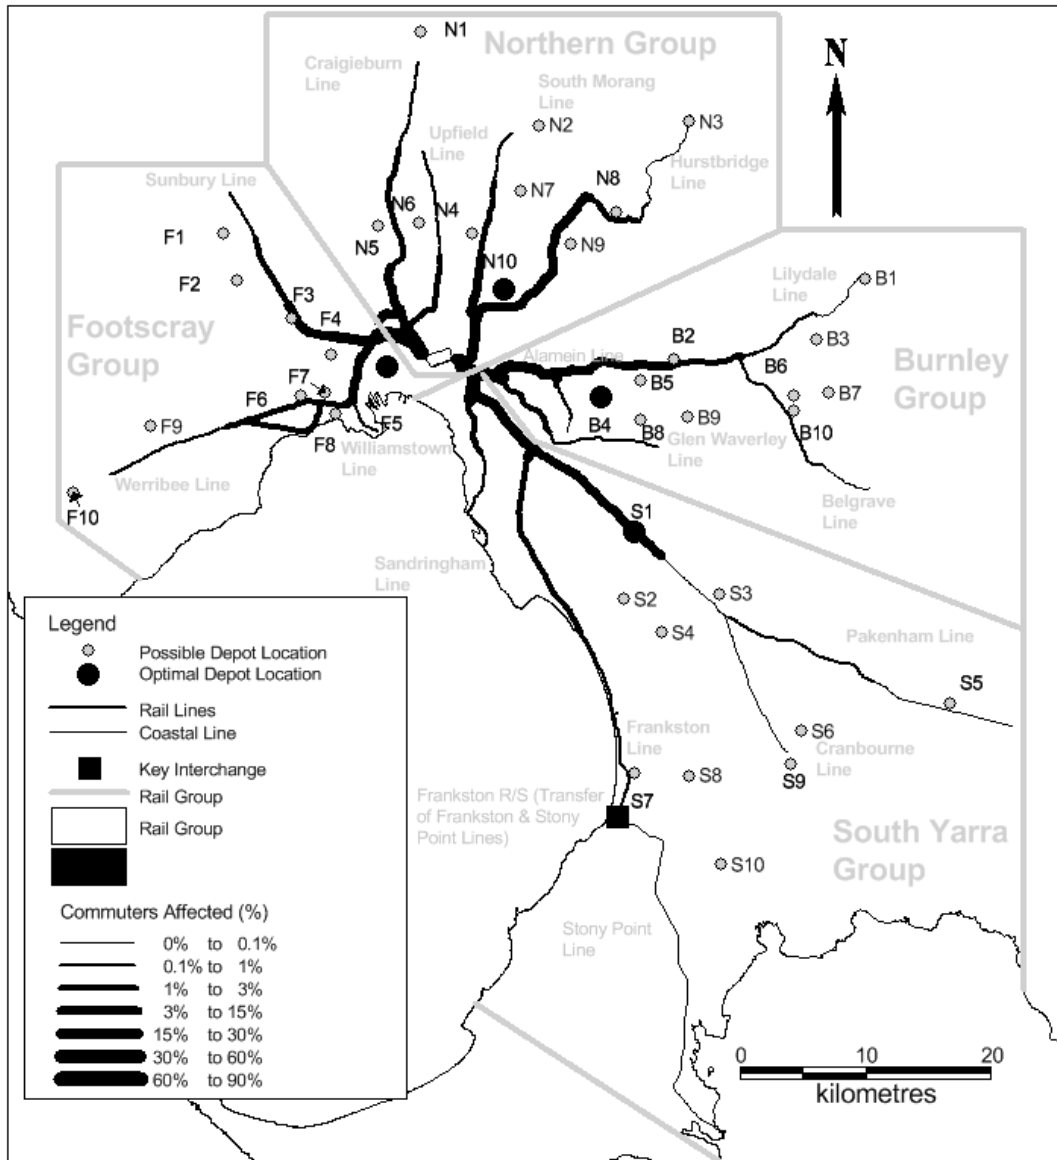 N1
Northern Group
Craigieburn
Line
South Morang
Line
N
N2
N3
Upfield
Line
Hurstbridge
Line
Sunbury Line
N7
N8
N6
N4
F1
N5
N9
F2
N10
Lilydale
Line
B1
Footscray
Group
F3
F4
Alamein Line
B2
B3
Burnley
Group
F7
F6
B5
B6
B7
F9
F5
F8
Williamstown
Line
B4
B8
B9
Glen Waverley
Line
B10
Werribee Line
F10
Belgrave
Line
S1
Sandringham
Line
S2
S3
S4
Pakenham Line
S5
Legend
Possible Depot Location
Optimal Depot Location
Rail Lines
Coastal Line
Key Interchange
Rail Group
Rail Group
Commuters Affected (%)
0% to 0.1%
0.1% to 1%
1% to 3%
3% to 15%
15% to 30%
30% to 60%
60% to 90%
Frankston
Line
S6
Cranbourne
Line
S8
S9
S7
Frankston R/S (Transfer
of Frankston & Stony
Point Lines)
South Yarra
Group
S10
Stony Point
Line
0 10 20
kilometres